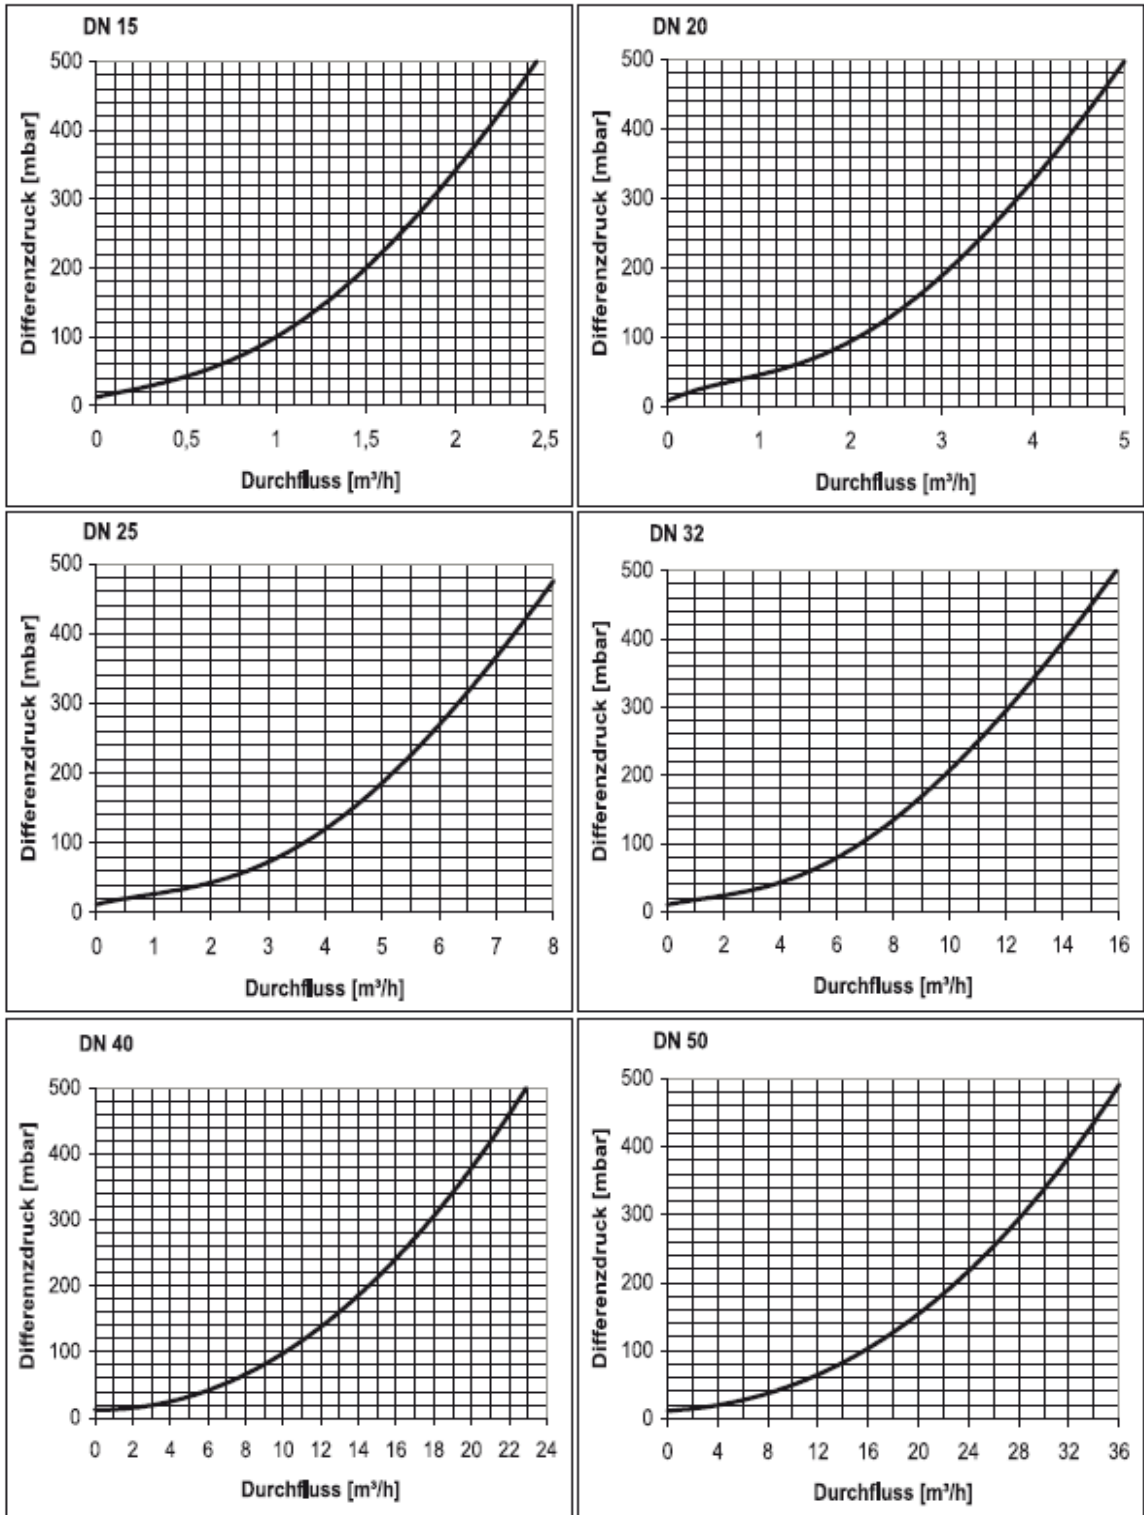 DN 15
500
400
300
200
100
0
Differenzdruck [mbar]
0 0,5 1 1,5 2 2,5
Durchfluss [m³/h]
DN 20
500
400
300
200
100
0
Differenzdruck [mbar]
0 1 2 3 4 5
Durchfluss [m³/h]
DN 25
500
400
300
200
100
0
Differenzdruck [mbar]
0 1 2 3 4 5 6 7 8
Durchfluss [m³/h]
DN 32
500
400
300
200
100
0
Differenzdruck [mbar]
0 2 4 6 8 10 12 14 16
Durchfluss [m³/h]
DN 40
500
400
300
200
100
0
Differennzdruck [mbar]
0 2 4 6 8 10 12 14 16 18 20 22 24
Durchfluss [m³/h]
DN 50
500
400
300
200
100
0
Differenzdruck [mbar]
0 4 8 12 16 20 24 28 32 36
Durchfluss [m³/h]